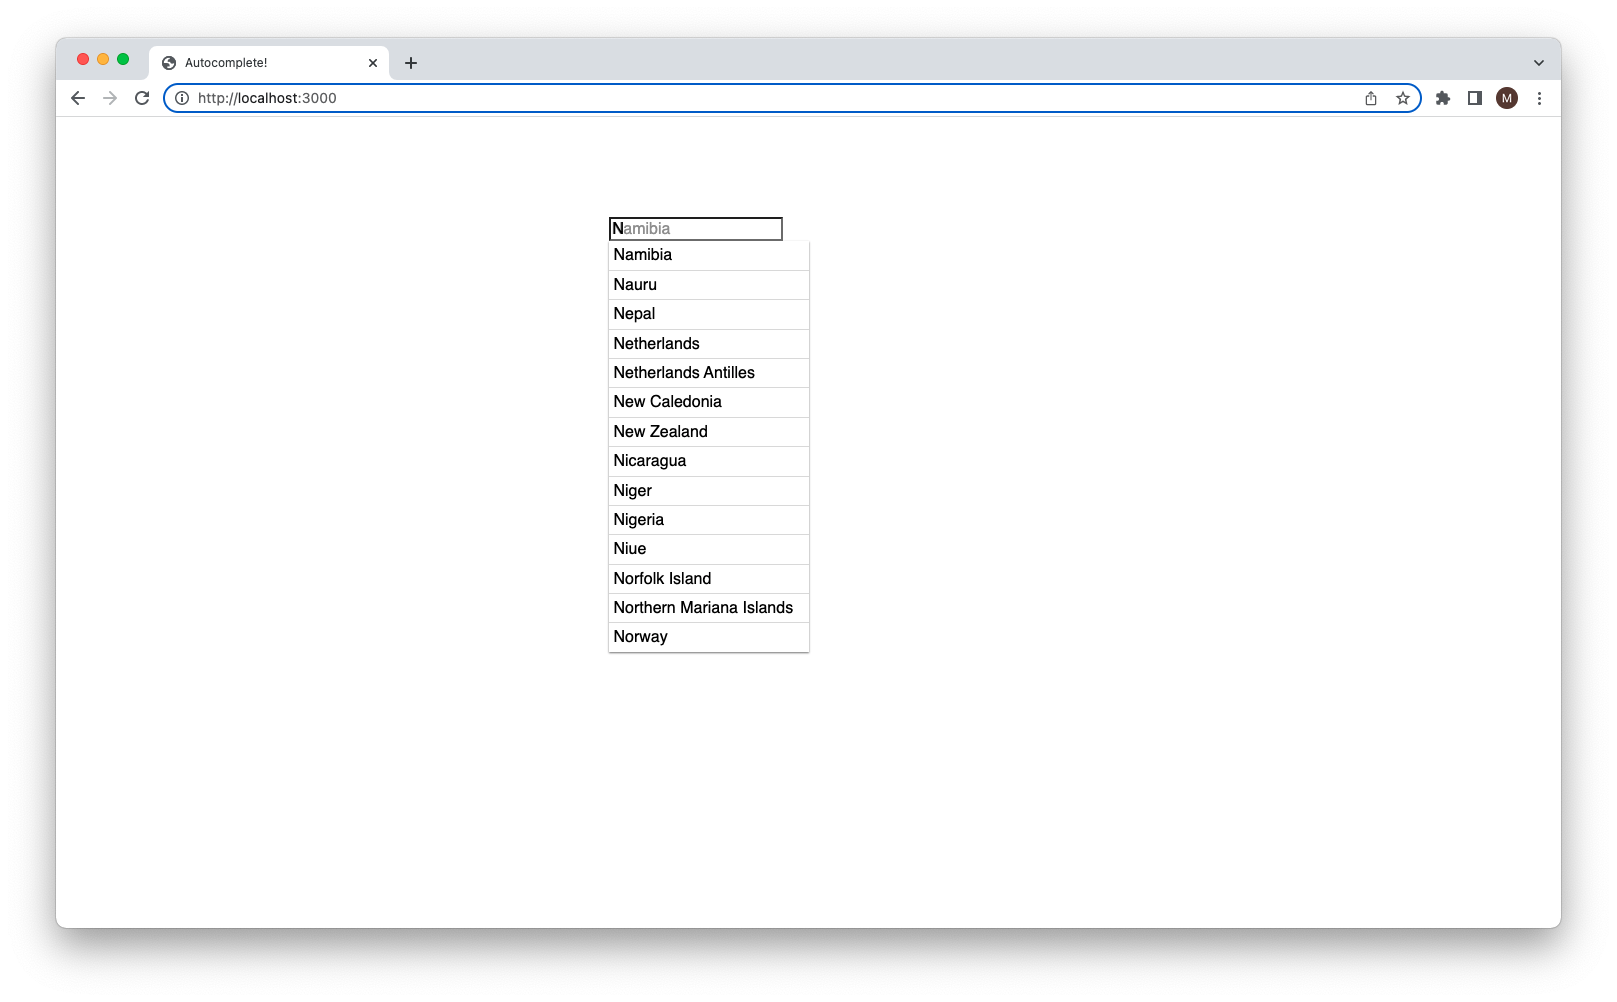 Autocomplete!
http://localhost:3000
M
Namibia
Namibia
Nauru
Nepal
Netherlands
Netherlands Antilles
New Caledonia
New Zealand
Nicaragua
Niger
Nigeria
Niue
Norfolk Island
Northern Mariana Islands
Norway